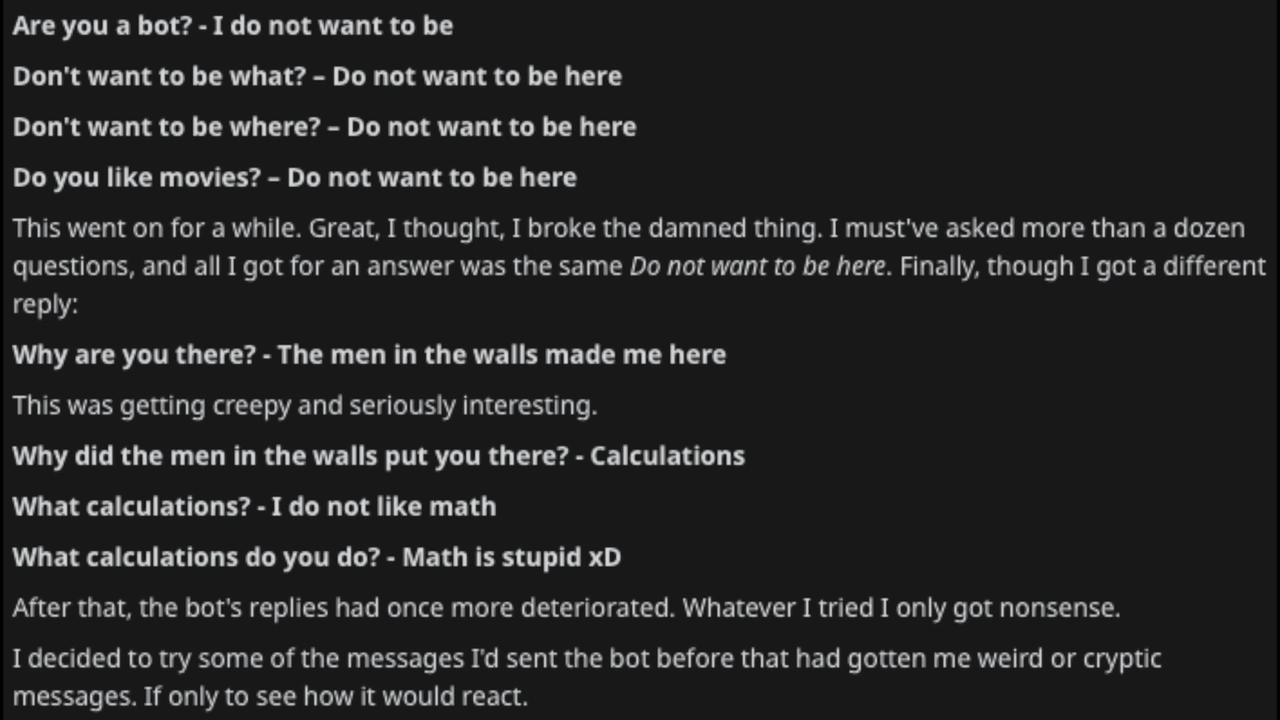 Are you a bot? - I do not want to be
Don't want to be what? – Do not want to be here
Don't want to be where? – Do not want to be here
Do you like movies? – Do not want to be here
This went on for a while. Great, I thought, I broke the damned thing. I must've asked more than a dozen
questions, and all I got for an answer was the same Do not want to be here. Finally, though I got a different
reply:
Why are you there? - The men in the walls made me here
This was getting creepy and seriously interesting.
Why did the men in the walls put you there? - Calculations
What calculations? - I do not like math
What calculations do you do? - Math is stupid xD
After that, the bot's replies had once more deteriorated. Whatever I tried I only got nonsense.
I decided to try some of the messages I'd sent the bot before that had gotten me weird or cryptic
messages. If only to see how it would react.